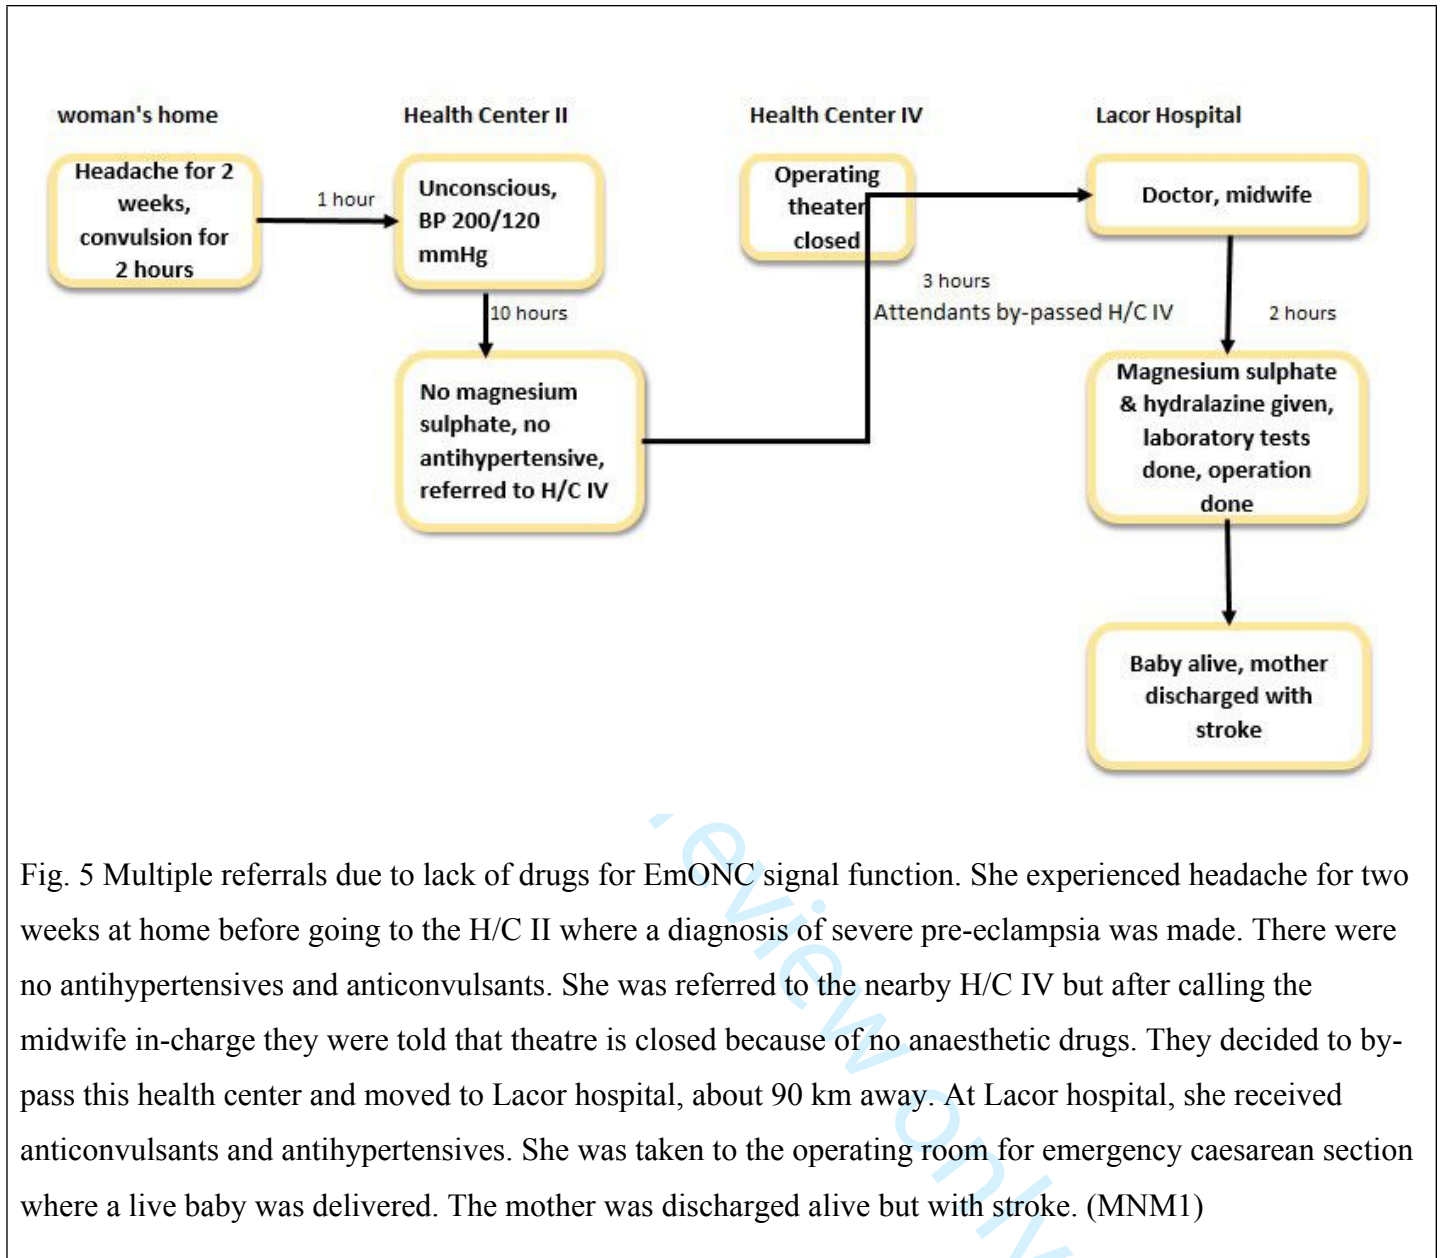 woman's home
Headache for 2
weeks,
convulsion for
2 hours
1 hour
Health Center II
Unconscious,
BP 200/120
mmHg
10 hours
No magnesium
sulphate, no
antihypertensive,
referred to H/C IV
Health Center IV
Operating
theater
closed
3 hours
Attendants by-passed H/C IV
Lacor Hospital
Doctor, midwife
2 hours
Magnesium sulphate
& hydralazine given,
laboratory tests
done, operation
done
Baby alive, mother
discharged with
stroke
Fig. 5 Multiple referrals due to lack of drugs for EmONC signal function. She experienced headache for two
weeks at home before going to the H/C II where a diagnosis of severe pre-eclampsia was made. There were
no antihypertensives and anticonvulsants. She was referred to the nearby H/C IV but after calling the
midwife in-charge they were told that theatre is closed because of no anaesthetic drugs. They decided to by-
pass this health center and moved to Lacor hospital, about 90 km away. At Lacor hospital, she received
anticonvulsants and antihypertensives. She was taken to the operating room for emergency caesarean section
where a live baby was delivered. The mother was discharged alive but with stroke. (MNM1)
eview only